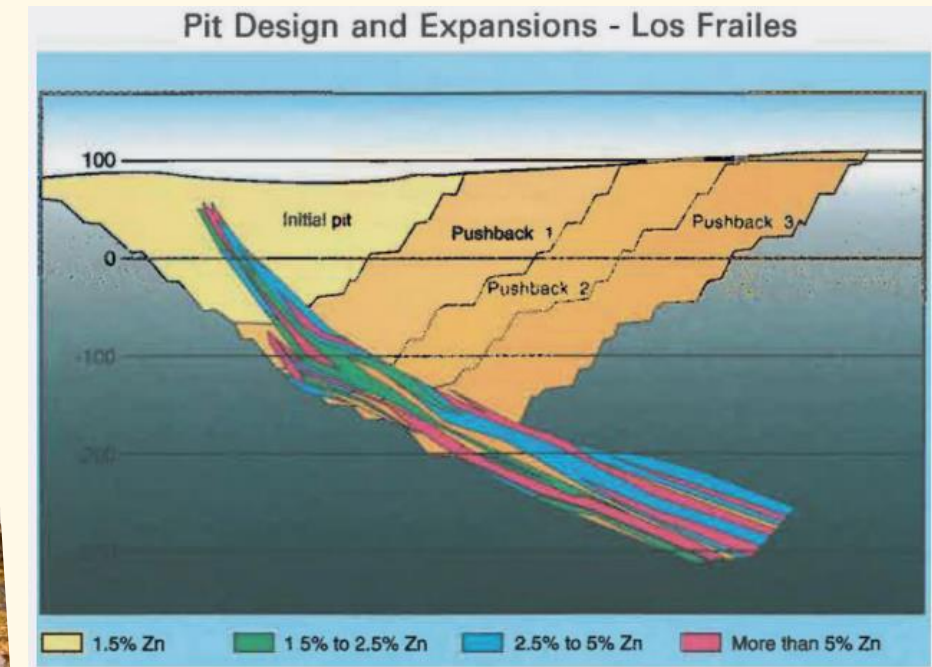 Pit Design and Expansions - Los Frailes
100
Initial pit
Pushback 1
Pushback 3
0
Pushback 2
-100
-200
1.5% Zn
1 5% to 2.5% Zn
2.5% to 5% Zn
More than 5% Zn